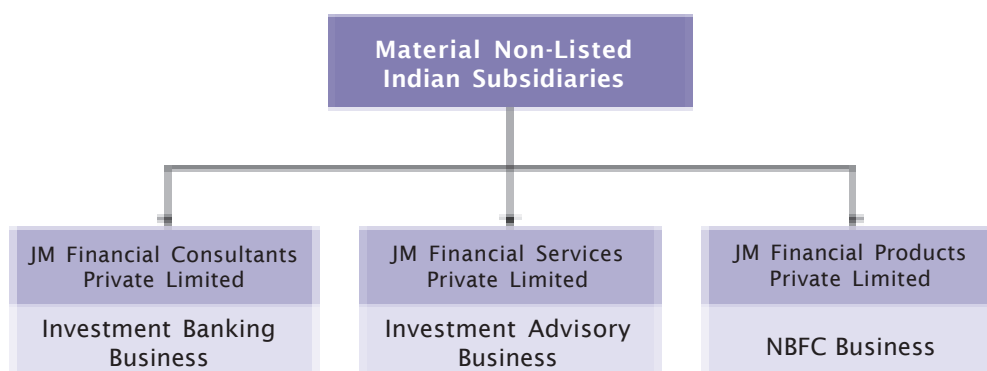 Material Non-Listed
Indian Subsidiaries
JM Financial Consultants
Private Limited
Investment Banking
Business
JM Financial Services
Private Limited
Investment Advisory
Business
JM Financial Products
Private Limited
NBFC Business